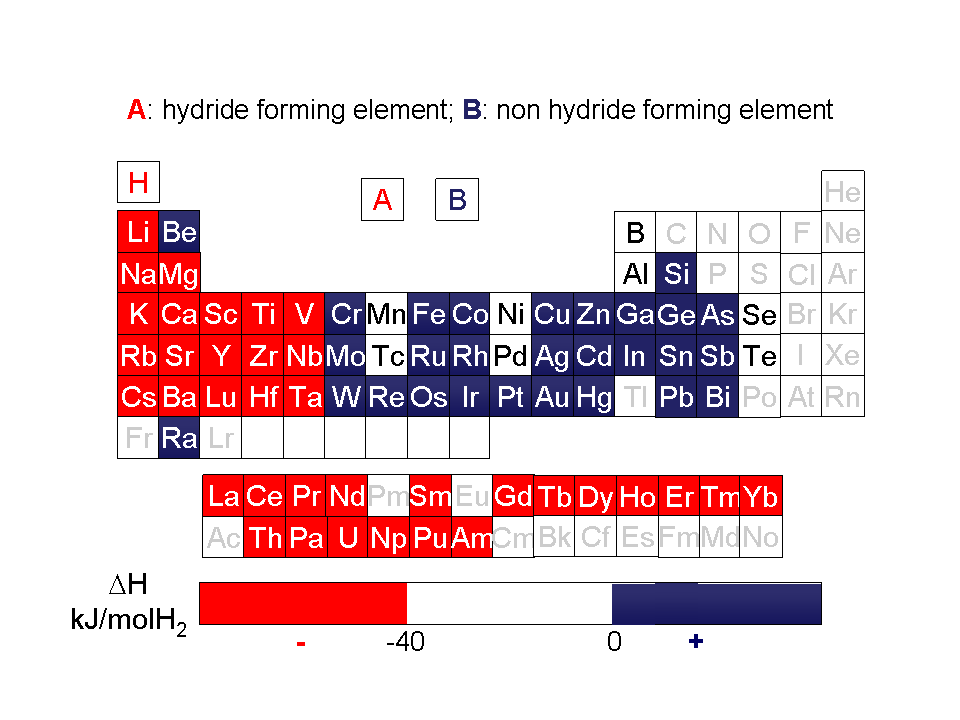 A: hydride forming element; B: non hydride forming element
H A B He
Li Be B C N O F Ne
Na Mg Al Si P S Cl Ar
K Ca Sc Ti V Cr Mn Fe Co Ni Cu Zn Ga Ge As Se Br Kr
Rb Sr Y Zr Nb Mo Tc Ru Rh Pd Ag Cd In Sn Sb Te I Xe
Cs Ba Lu Hf Ta W Re Os Ir Pt Au Hg Tl Pb Bi Po At Rn
Fr Ra Lr
La Ce Pr Nd Pm Sm Eu Gd Tb Dy Ho Er Tm Yb
Ac Th Pa U Np Pu Am Cm Bk Cf Es Fm Md No
ΔH
kJ/molH₂
- -40 0 +